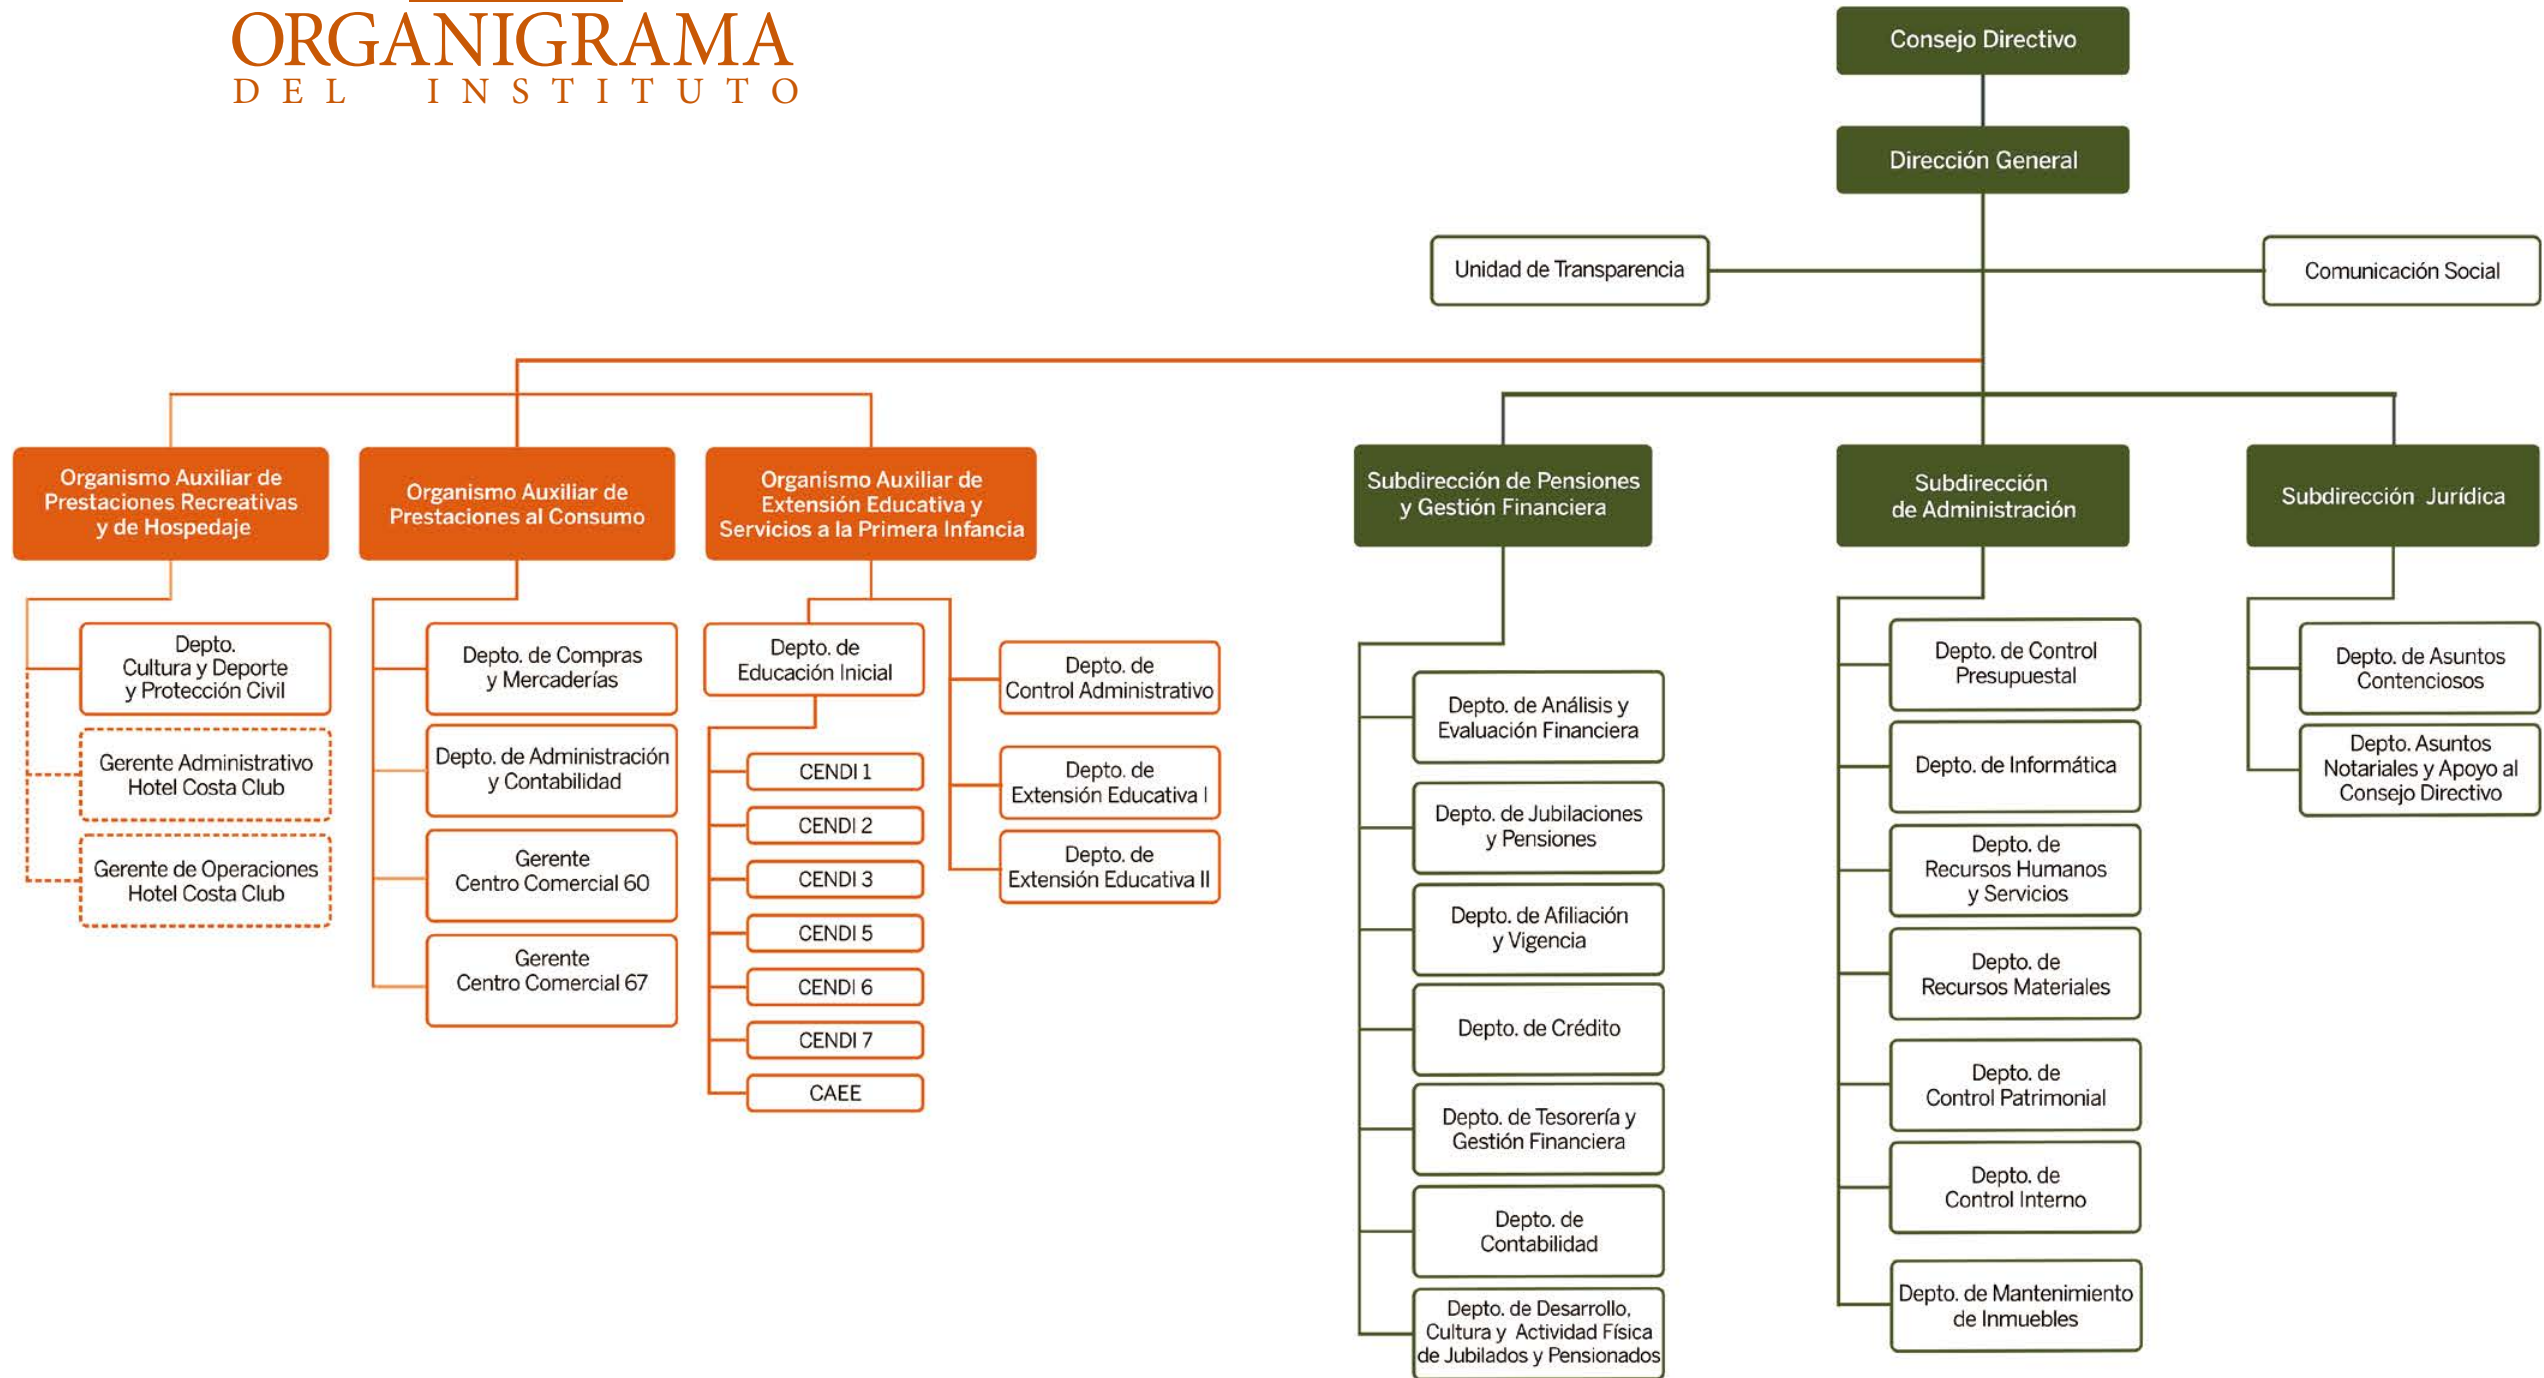 ORGANIGRAMA
DEL INSTITUTO
Consejo Directivo
Dirección General
Unidad de Transparencia
Comunicación Social
Organismo Auxiliar de
Prestaciones Recreativas
y de Hospedaje
Organismo Auxiliar de
Prestaciones al Consumo
Organismo Auxiliar de
Extensión Educativa y
Servicios a la Primera Infancia
Subdirección de Pensiones
y Gestión Financiera
Subdirección
de Administración
Subdirección Jurídica
Depto.
Cultura y Deporte
y Protección Civil
Gerente Administrativo
Hotel Costa Club
Gerente de Operaciones
Hotel Costa Club
Depto. de Compras
y Mercaderías
Depto. de Administración
y Contabilidad
Gerente
Centro Comercial 60
Gerente
Centro Comercial 67
Depto. de
Educación Inicial
CENDI 1
CENDI 2
CENDI 3
CENDI 5
CENDI 6
CENDI 7
CAEE
Depto. de
Control Administrativo
Depto. de
Extensión Educativa I
Depto. de
Extensión Educativa II
Depto. de Análisis y
Evaluación Financiera
Depto. de Jubilaciones
y Pensiones
Depto. de Afiliación
y Vigencia
Depto. de Crédito
Depto. de Tesorería y
Gestión Financiera
Depto. de
Contabilidad
Depto. de Desarrollo,
Cultura y Actividad Física
de Jubilados y Pensionados
Depto. de Control
Presupuestal
Depto. de Informática
Depto. de
Recursos Humanos
y Servicios
Depto. de
Recursos Materiales
Depto. de
Control Patrimonial
Depto. de
Control Interno
Depto. de Mantenimiento
de Inmuebles
Depto. de Asuntos
Contenciosos
Depto. Asuntos
Notariales y Apoyo al
Consejo Directivo